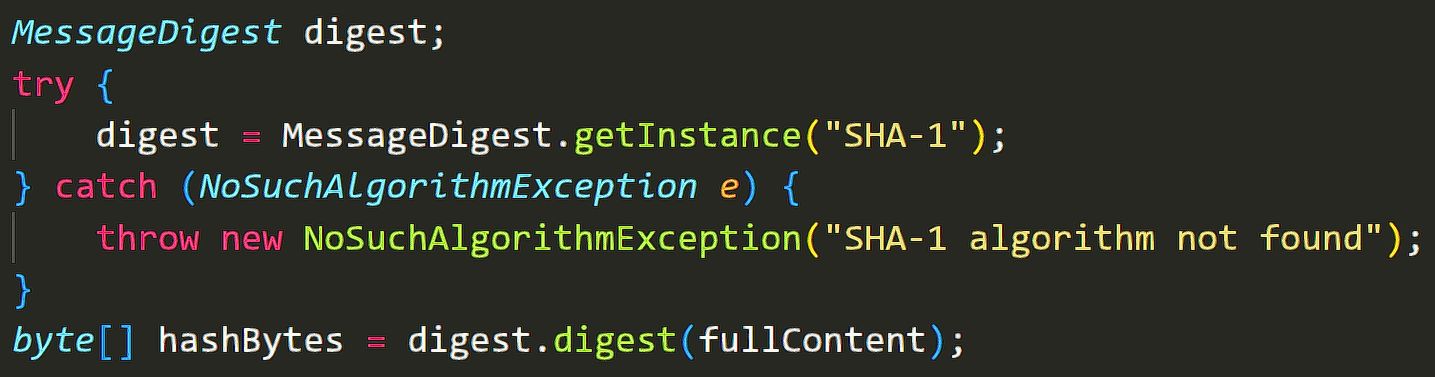 MessageDigest digest;
try {
    digest = MessageDigest.getInstance("SHA-1");
} catch (NoSuchAlgorithmException e) {
    throw new NoSuchAlgorithmException("SHA-1 algorithm not found");
}
byte[] hashBytes = digest.digest(fullContent);